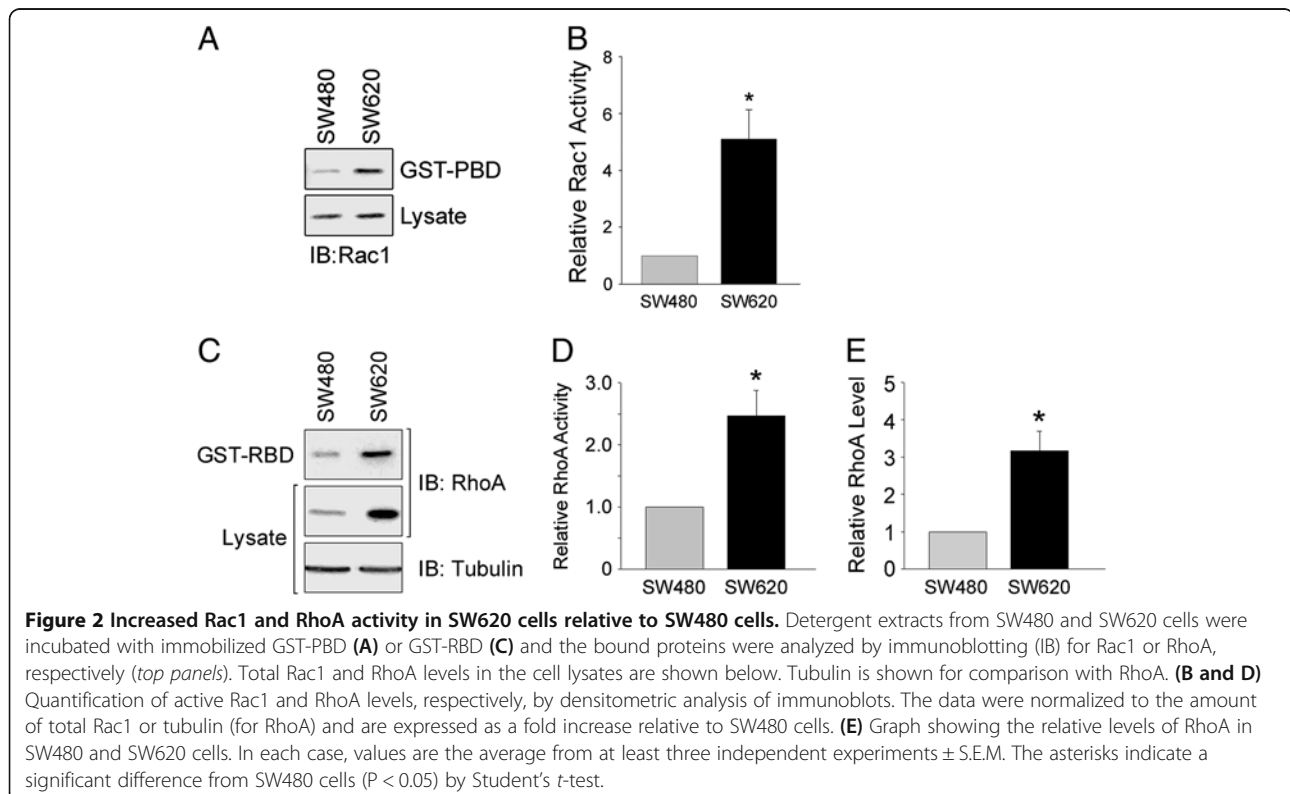 A
SW480
SW620
GST-PBD
Lysate
IB:Rac1
B
Relative Rac1 Activity
8
6
4
2
0
*
SW480
SW620
C
SW480
SW620
GST-RBD
IB: RhoA
Lysate
IB: Tubulin
D
Relative RhoA Activity
3.0
2.0
1.0
0
*
SW480
SW620
E
Relative RhoA Level
5
4
3
2
1
0
*
SW480
SW620
Figure 2 Increased Rac1 and RhoA activity in SW620 cells relative to SW480 cells. Detergent extracts from SW480 and SW620 cells were
incubated with immobilized GST-PBD (A) or GST-RBD (C) and the bound proteins were analyzed by immunoblotting (IB) for Rac1 or RhoA,
respectively (top panels). Total Rac1 and RhoA levels in the cell lysates are shown below. Tubulin is shown for comparison with RhoA. (B and D)
Quantification of active Rac1 and RhoA levels, respectively, by densitometric analysis of immunoblots. The data were normalized to the amount
of total Rac1 or tubulin (for RhoA) and are expressed as a fold increase relative to SW480 cells. (E) Graph showing the relative levels of RhoA in
SW480 and SW620 cells. In each case, values are the average from at least three independent experiments ± S.E.M. The asterisks indicate a
significant difference from SW480 cells (P < 0.05) by Student’s t-test.